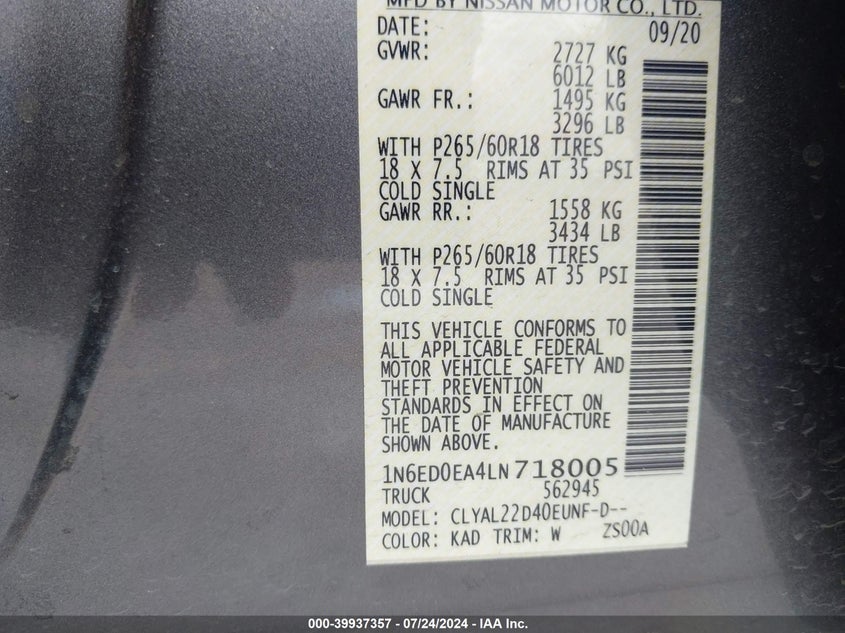 MFD BY NISSAN MOTOR CO., LTD.
DATE: 09/20
GVWR: 2727 KG
6012 LB
GAWR FR.: 1495 KG
3296 LB
WITH P265/60R18 TIRES
18 X 7.5 RIMS AT 35 PSI
COLD SINGLE
GAWR RR.: 1558 KG
3434 LB
WITH P265/60R18 TIRES
18 X 7.5 RIMS AT 35 PSI
COLD SINGLE
THIS VEHICLE CONFORMS TO
ALL APPLICABLE FEDERAL
MOTOR VEHICLE SAFETY AND
THEFT PREVENTION
STANDARDS IN EFFECT ON
THE DATE OF MANUFACTURE
SHOWN ABOVE.
1N6ED0EA4LN718005
TRUCK 562945
MODEL: CLYAL22D40EUNF-D--
COLOR: KAD TRIM: W ZS00A
000-39937357 - 07/24/2024 - IAA Inc.